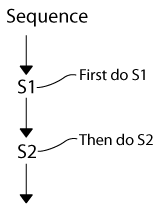 Sequence
S1
First do S1
S2
Then do S2